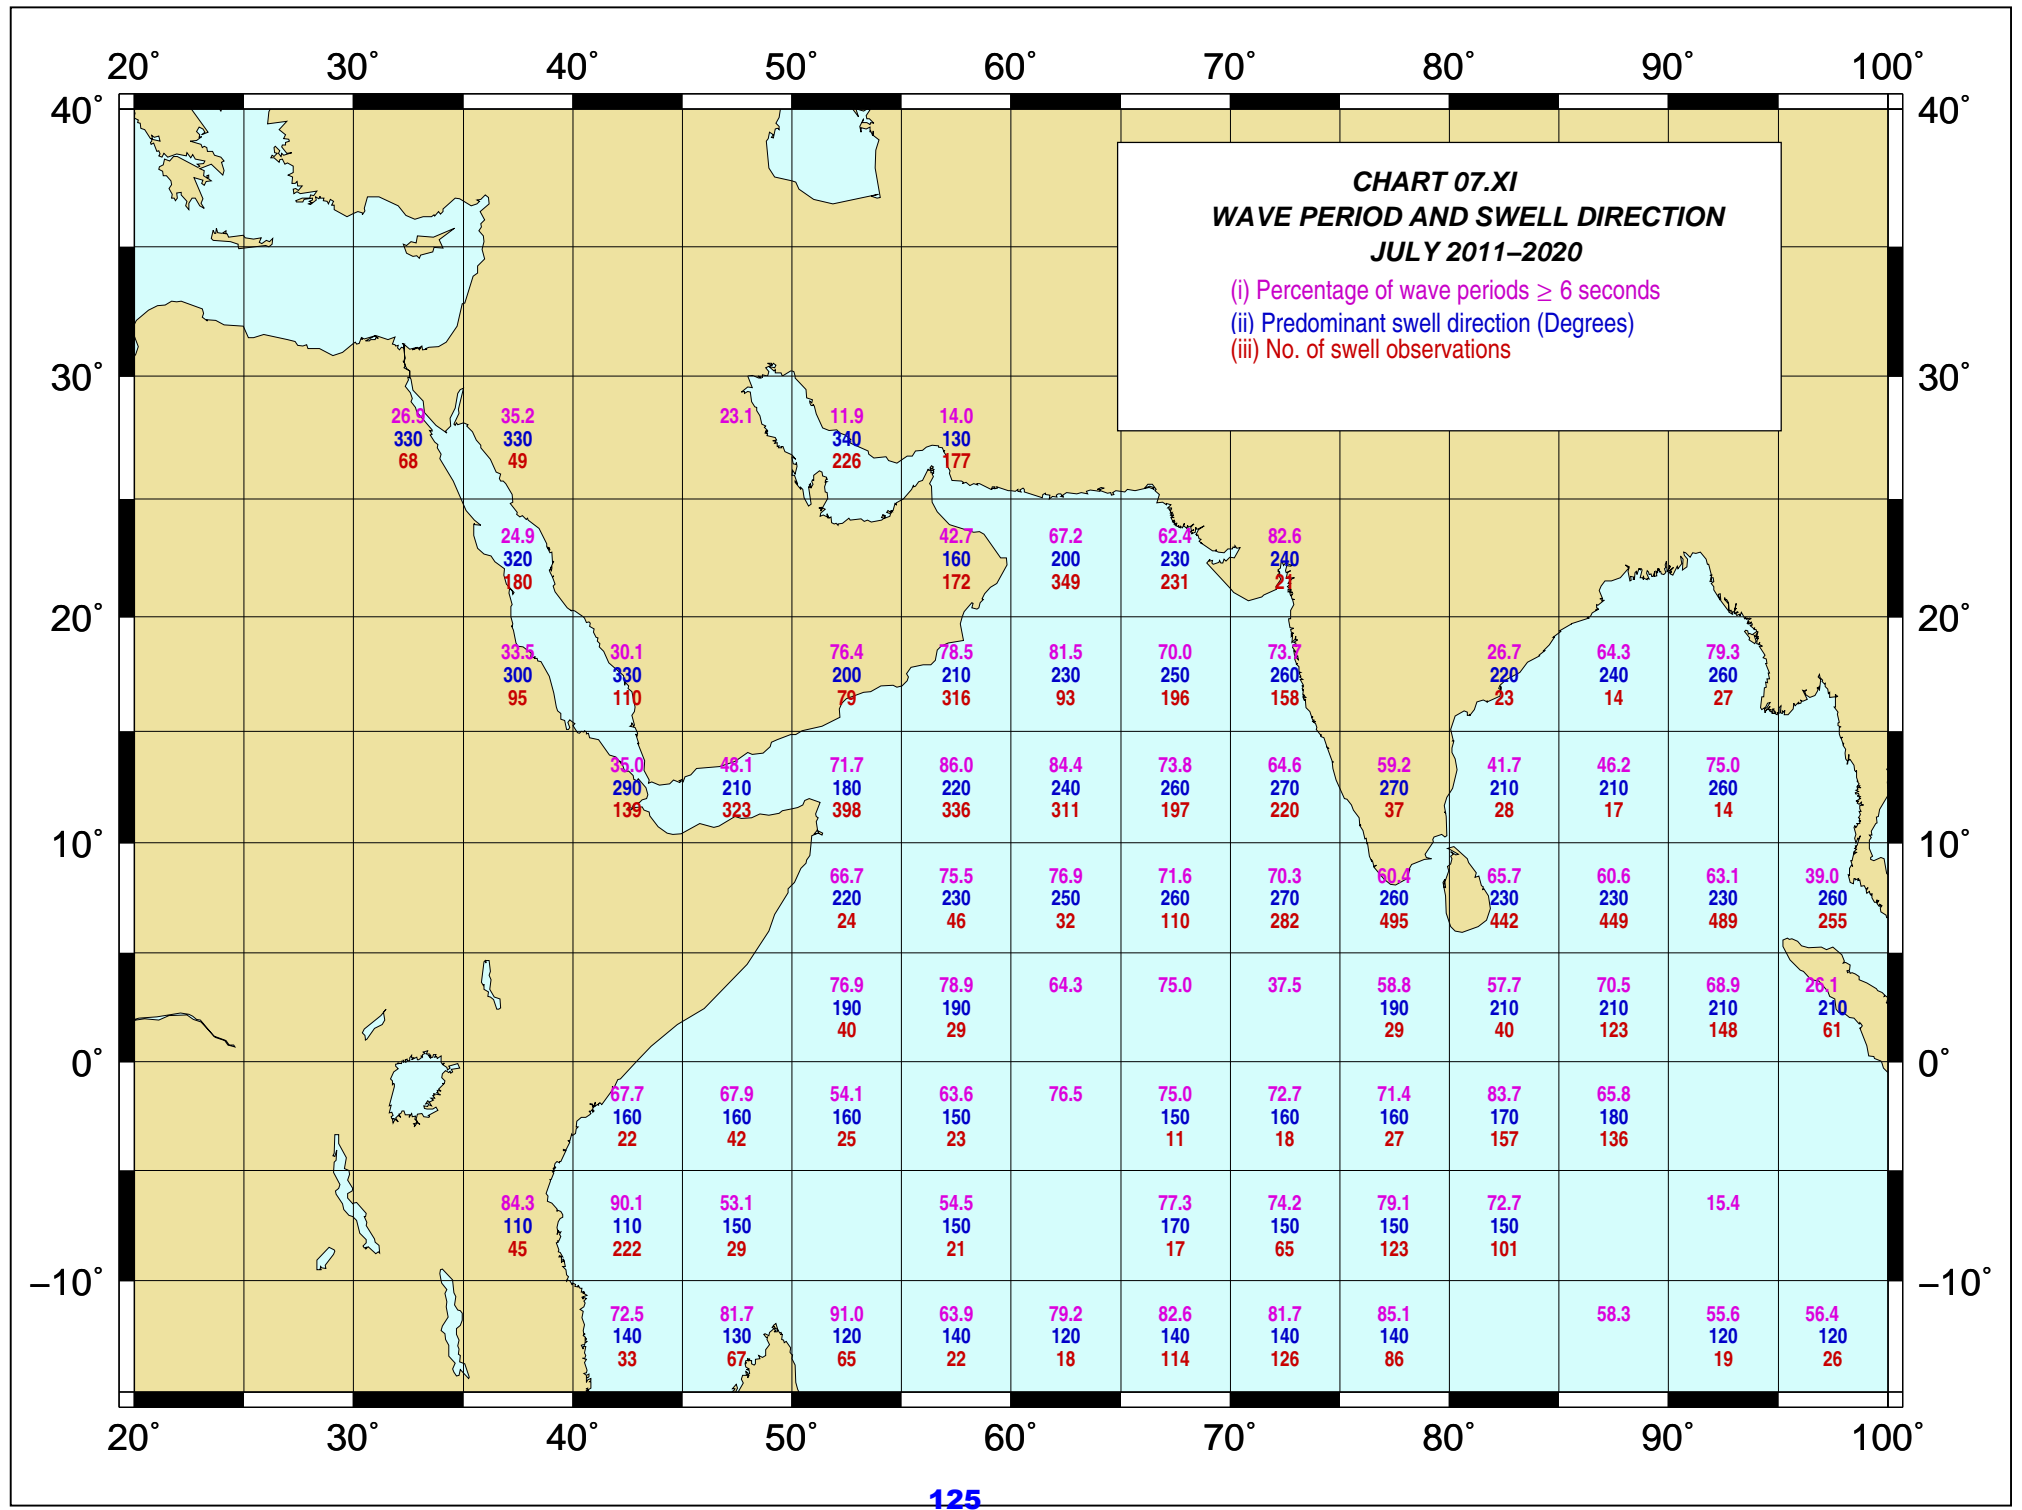 20° 30° 40° 50° 60° 70° 80° 90° 100°
40° 40°
CHART 07.XI
WAVE PERIOD AND SWELL DIRECTION
JULY 2011–2020
(i) Percentage of wave periods ≥ 6 seconds
(ii) Predominant swell direction (Degrees)
(iii) No. of swell observations
30° 30°
26.9 35.2 23.1 11.9 14.0
330 330 340 130
68 49 226 177
24.9 42.7 67.2 62.4 82.6
320 160 200 230 240
180 172 349 231 21
20° 20°
33.5 30.1 76.4 78.5 81.5 70.0 73.7 26.7 64.3 79.3
300 330 200 210 230 250 260 220 240 260
95 110 79 316 93 196 158 23 14 27
35.0 48.1 71.7 86.0 84.4 73.8 64.6 59.2 41.7 46.2 75.0
290 210 180 220 240 260 270 270 210 210 260
139 323 398 336 311 197 220 37 28 17 14
10° 10°
66.7 75.5 76.9 71.6 70.3 60.4 65.7 60.6 63.1 39.0
220 230 250 260 270 260 230 230 230 260
24 46 32 110 282 495 442 449 489 255
76.9 78.9 64.3 75.0 37.5 58.8 57.7 70.5 68.9 26.1
190 190 190 210 210 210 210
40 29 29 40 123 148 61
0° 0°
67.7 67.9 54.1 63.6 76.5 75.0 72.7 71.4 83.7 65.8
160 160 160 150 150 160 160 170 180
22 42 25 23 11 18 27 157 136
84.3 90.1 53.1 54.5 77.3 74.2 79.1 72.7 15.4
110 110 150 150 170 150 150 150
45 222 29 21 17 65 123 101
–10° –10°
72.5 81.7 91.0 63.9 79.2 82.6 81.7 85.1 58.3 55.6 56.4
140 130 120 140 120 140 140 140 120 120
33 67 65 22 18 114 126 86 19 26
20° 30° 40° 50° 60° 70° 80° 90° 100°
125